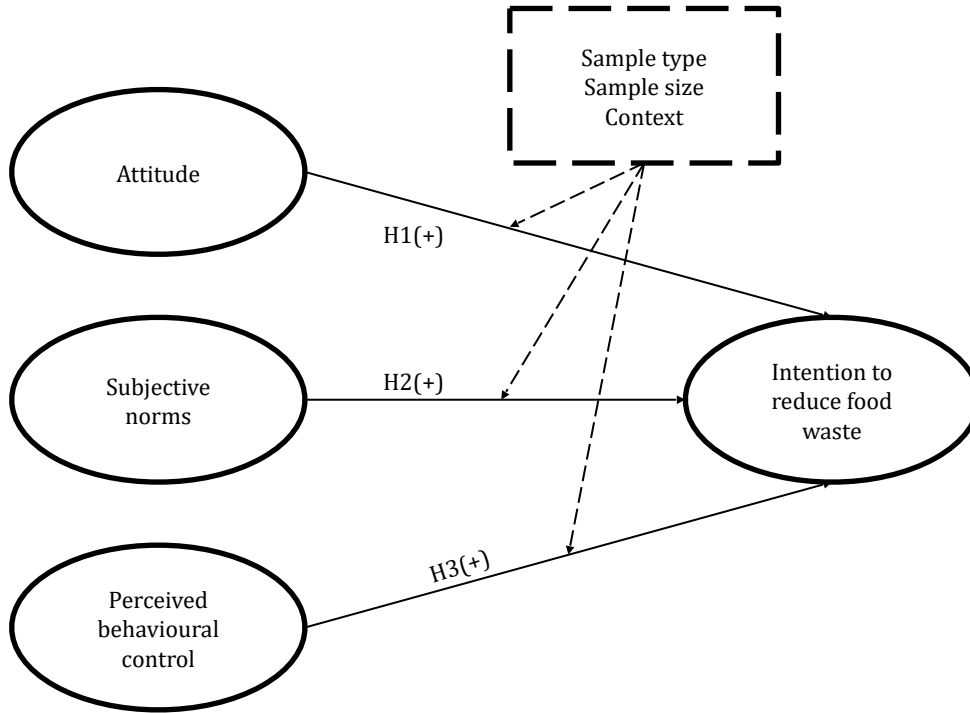 Sample type
Sample size
Context
Attitude
H1(+)
Subjective
norms
H2(+)
Intention to
reduce food
waste
H3(+)
Perceived
behavioural
control